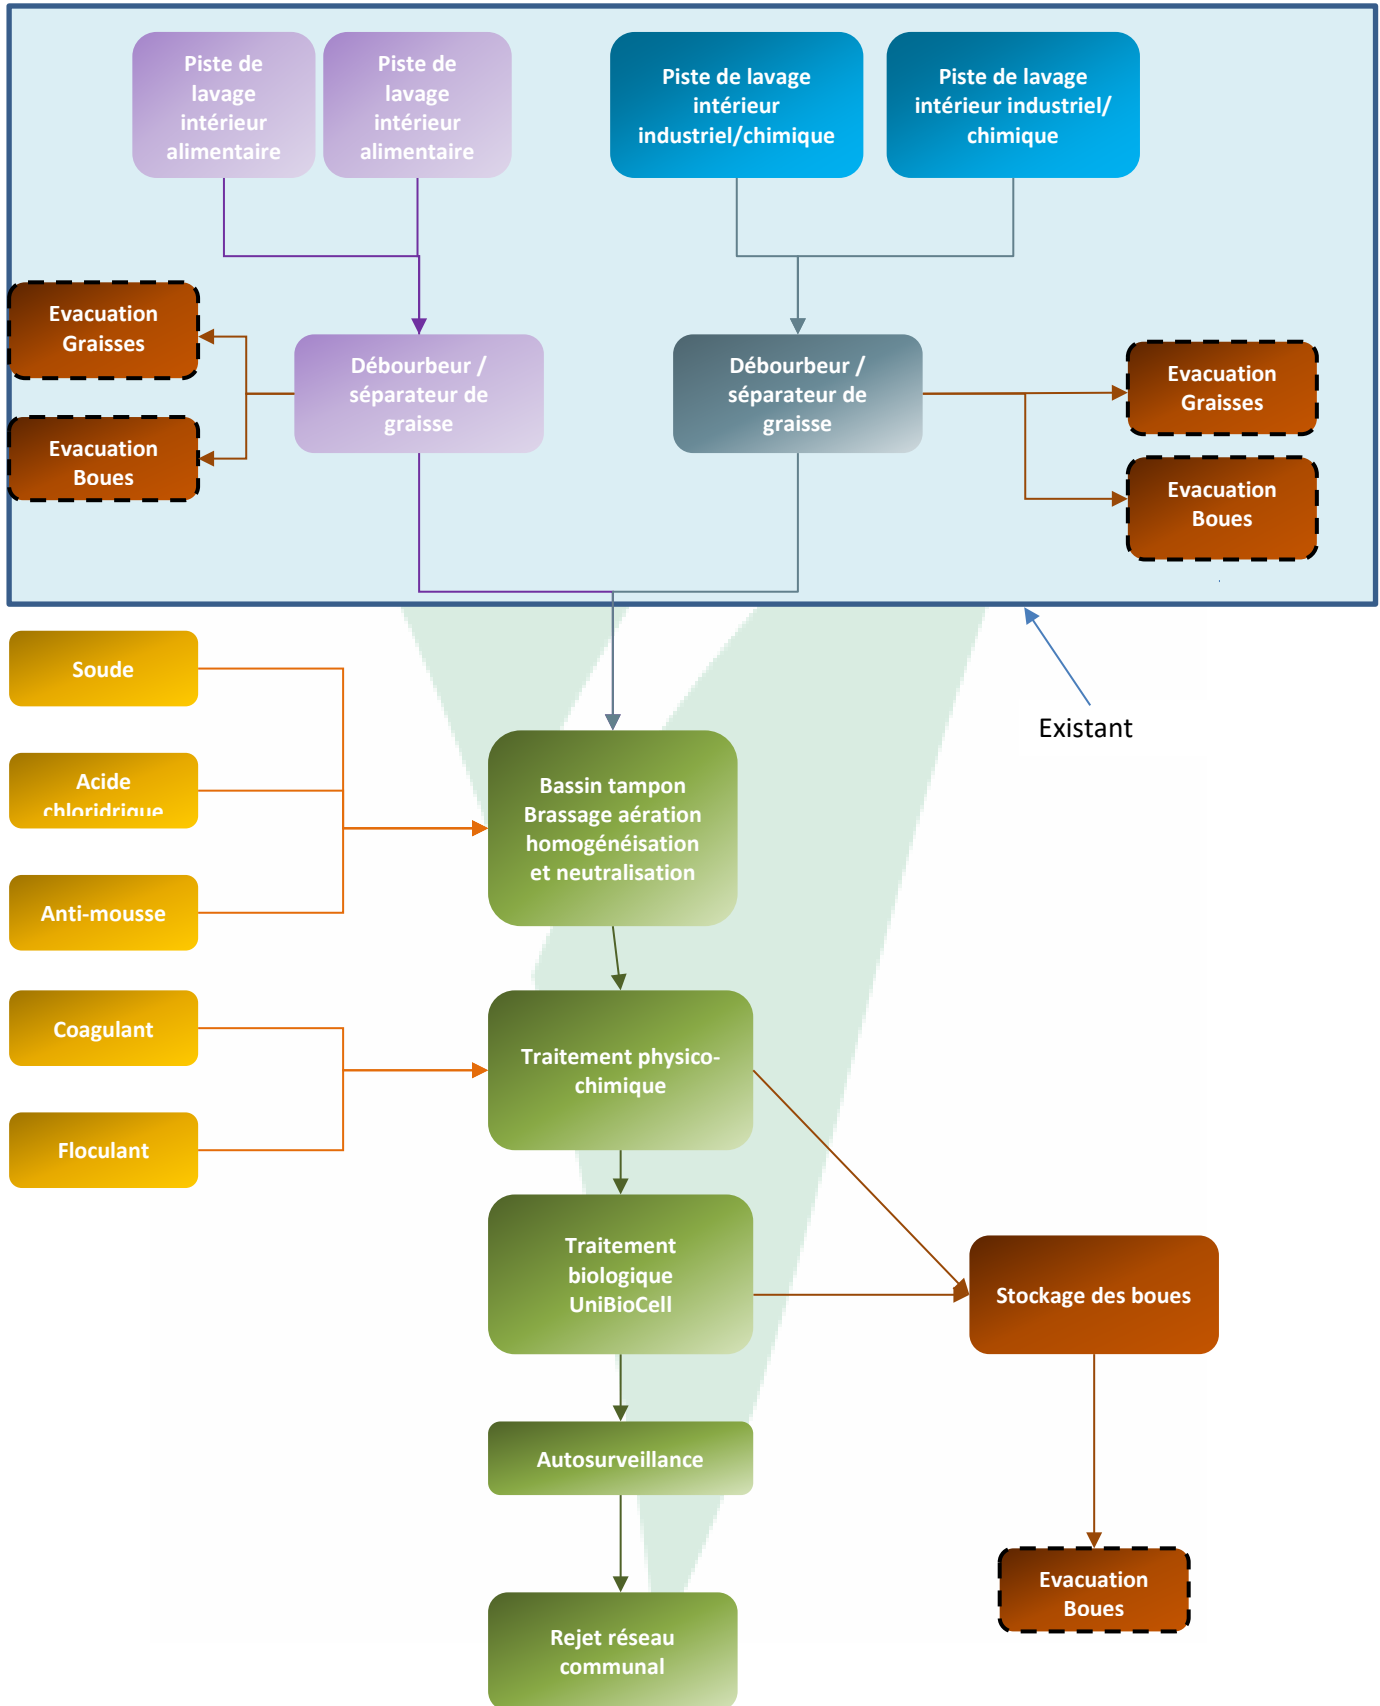 Piste de
lavage
intérieur
alimentaire
Piste de
lavage
intérieur
alimentaire
Piste de lavage
intérieur
industriel/chimique
Piste de lavage
intérieur industriel/
chimique
Evacuation
Graisses
Evacuation
Boues
Débourbeur /
séparateur de
graisse
Débourbeur /
séparateur de
graisse
Evacuation
Graisses
Evacuation
Boues
Existant
Soude
Acide
chloridrique
Anti-mousse
Bassin tampon
Brassage aération
homogénéisation
et neutralisation
Coagulant
Floculant
Traitement physico-
chimique
Traitement
biologique
UniBioCell
Stockage des boues
Autosurveillance
Evacuation
Boues
Rejet réseau
communal